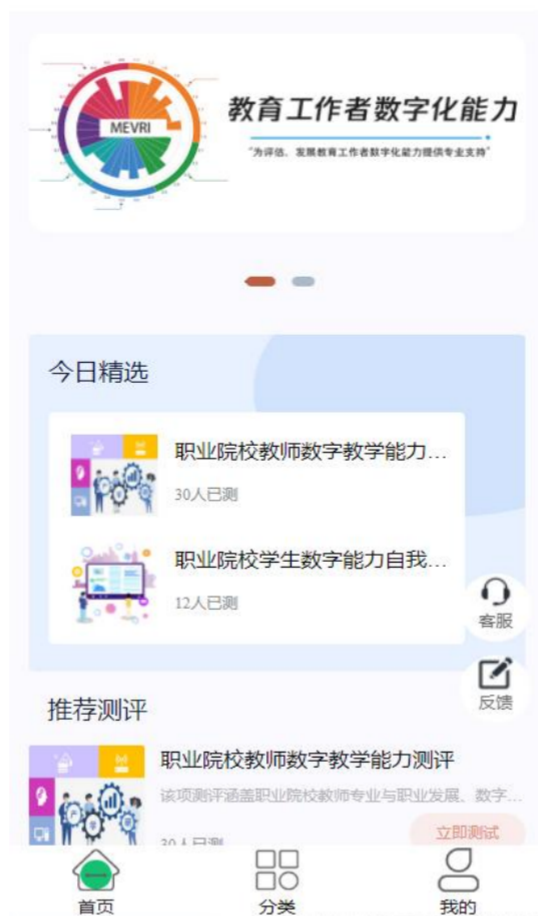 MEVRI
教育工作者数字化能力
"为评估、发展教育工作者数字化能力提供专业支持"
今日精选
职业院校教师数字教学能力...
30人已测
职业院校学生数字能力自我...
12人已测
客服
反馈
推荐测评
职业院校教师数字教学能力测评
该项测评涵盖职业院校教师专业与职业发展、数字...
30人已测
立即测试
首页
分类
我的